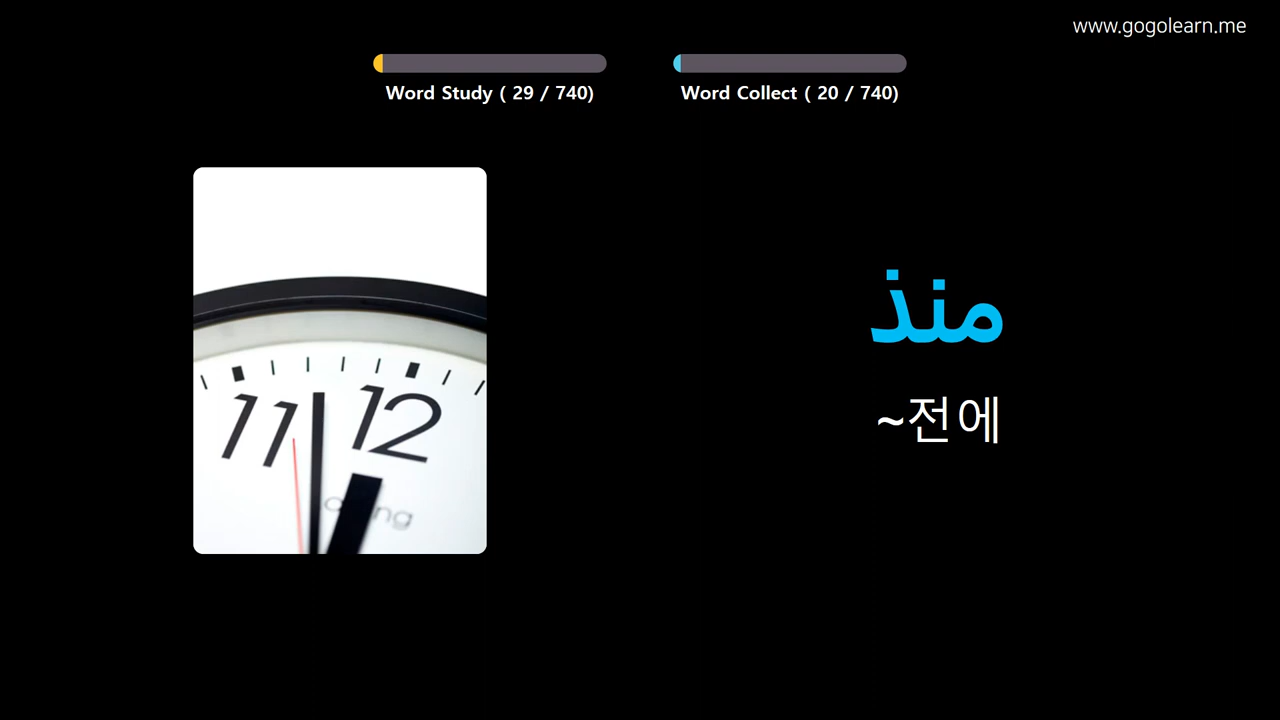 www.gogolearn.me
Word Study ( 29 / 740)
Word Collect ( 20 / 740)
منذ
~전에
11
12